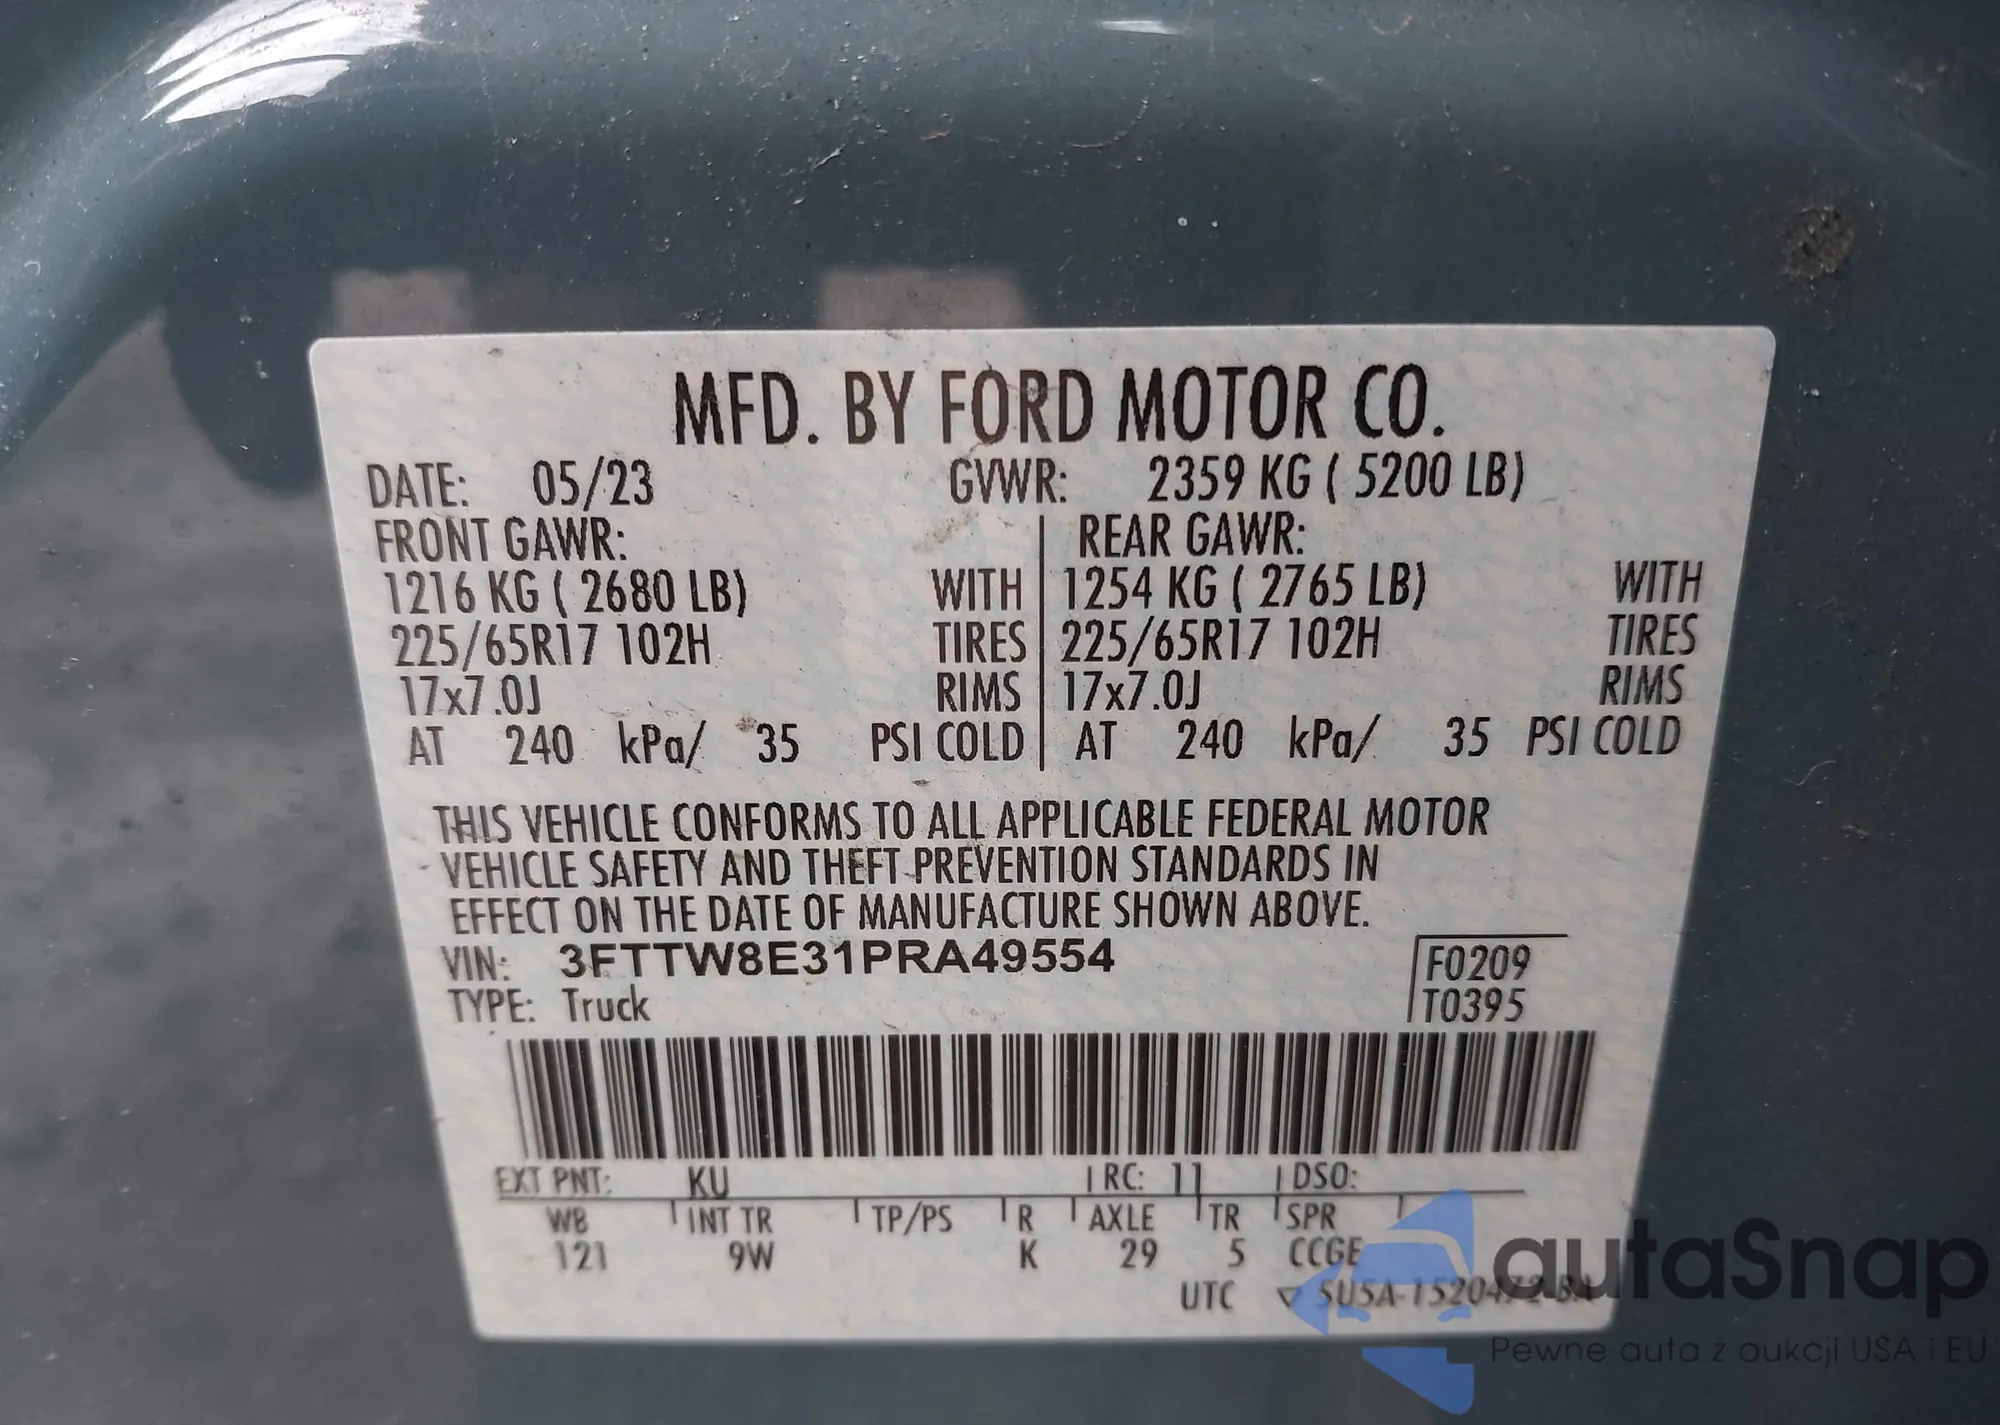 MFD. BY FORD MOTOR CO.
DATE: 05/23 GVWR: 2359 KG ( 5200 LB)
FRONT GAWR: REAR GAWR:
1216 KG ( 2680 LB) WITH 1254 KG ( 2765 LB) WITH
225/65R17 102H TIRES 225/65R17 102H TIRES
17x7.0J RIMS 17x7.0J RIMS
AT 240 kPa/ 35 PSI COLD AT 240 kPa/ 35 PSI COLD
THIS VEHICLE CONFORMS TO ALL APPLICABLE FEDERAL MOTOR
VEHICLE SAFETY AND THEFT PREVENTION STANDARDS IN
EFFECT ON THE DATE OF MANUFACTURE SHOWN ABOVE.
VIN: 3FTTW8E31PRA49554 F0209
TYPE: Truck T0395
EXT PNT: KU RC: 11 DSO:
WB INT TR TP/PS R AXLE TR SPR
121 9W K 29 5 CCGE
UTC SU5A-1520472-BA
autaSnap
Pewne auta z aukcji USA i EU